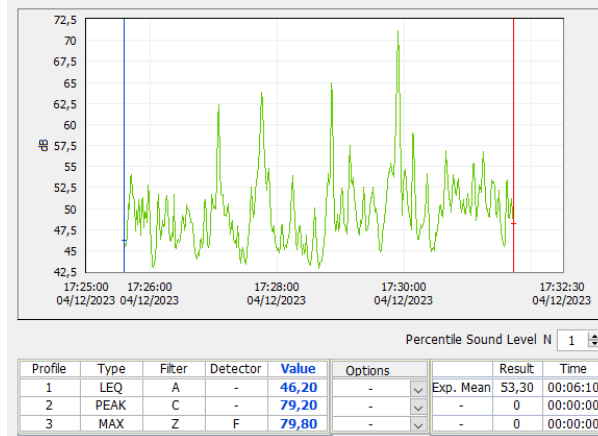 72,5
70
67,5
65
62,5
60
57,5
55
52,5
50
47,5
45
42,5
dB
17:25:00 17:26:00 17:28:00 17:30:00 17:32:30
04/12/2023 04/12/2023 04/12/2023 04/12/2023 04/12/2023
Percentile Sound Level N 1
Profile Type Filter Detector Value Options Result Time
1 LEQ A - 46,20 - Exp. Mean 53,30 00:06:10
2 PEAK C - 79,20 - - 0 00:00:00
3 MAX Z F 79,80 - - 0 00:00:00